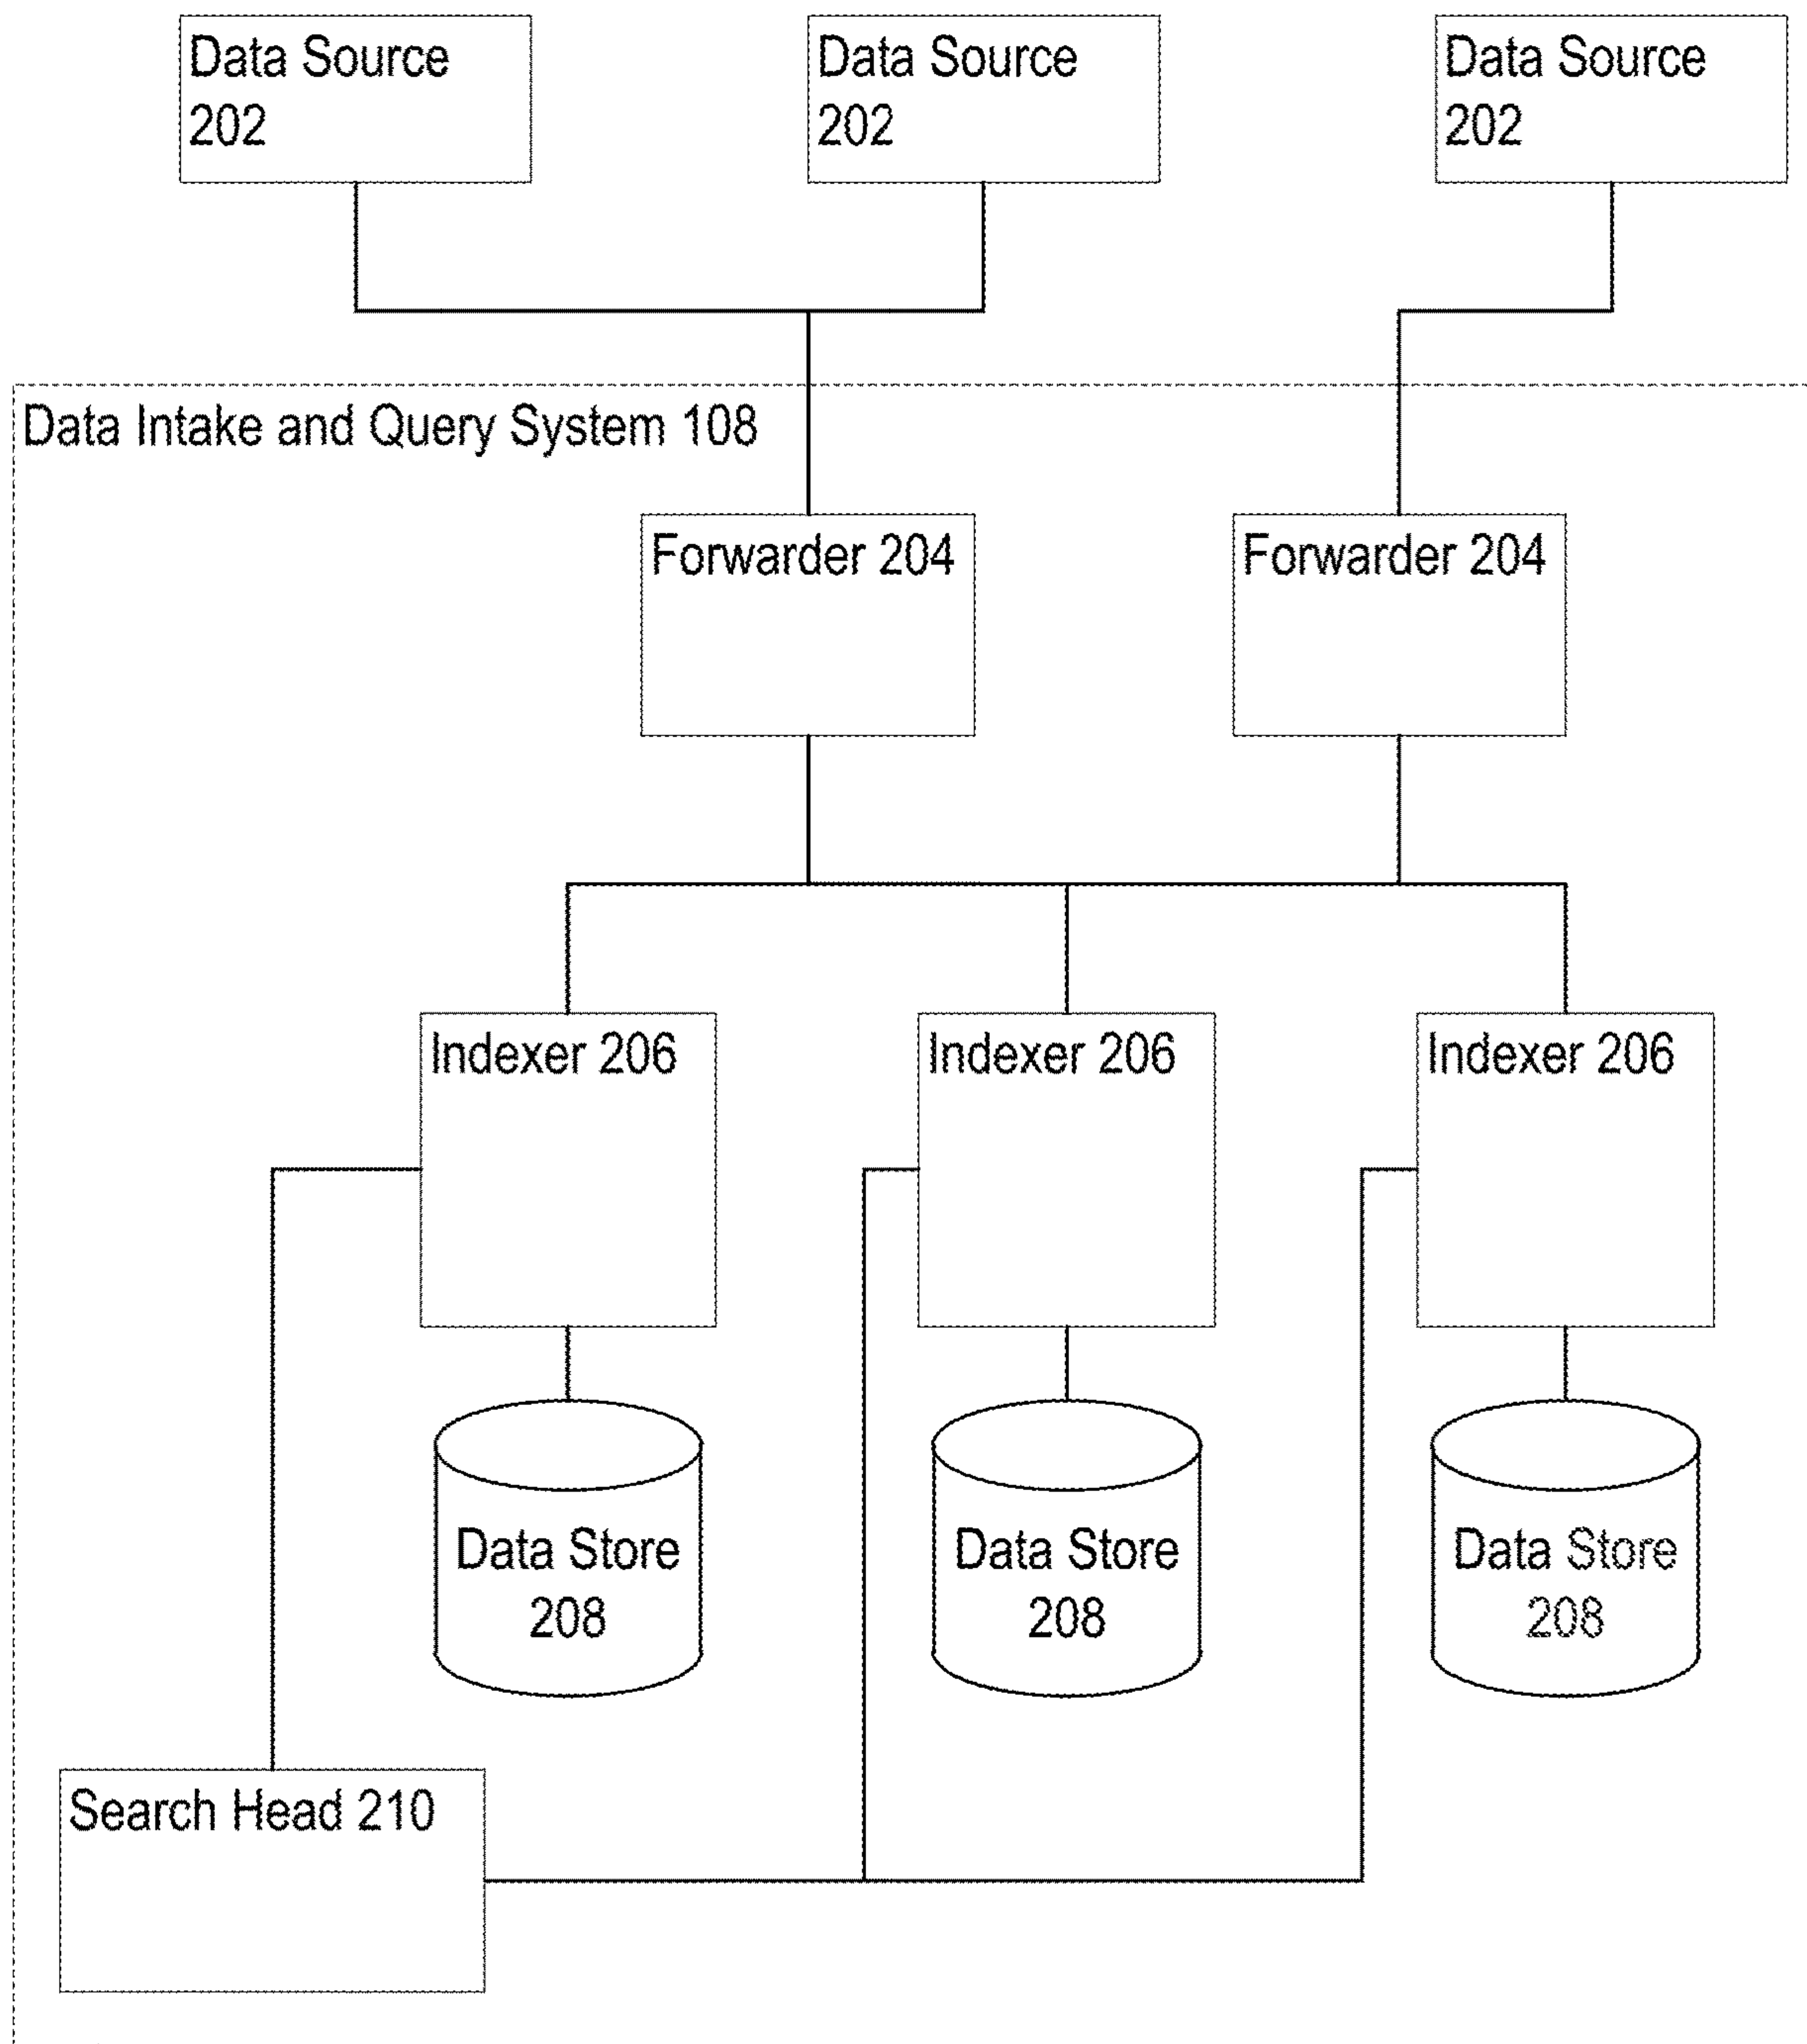 Data Source
202
Data Source
202
Data Source
202
Data Intake and Query System 108
Forwarder 204
Forwarder 204
Indexer 206
Indexer 206
Indexer 206
Data Store
208
Data Store
208
Data Store
208
Search Head 210